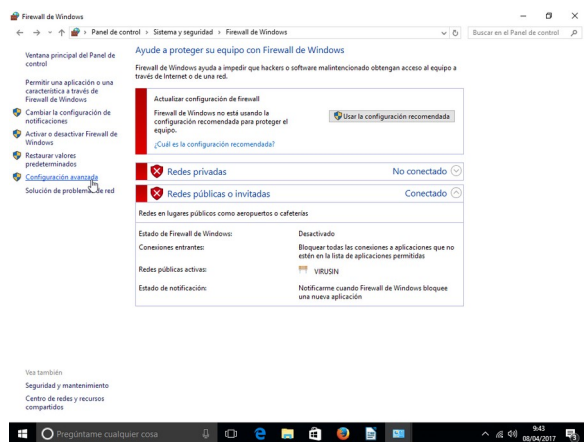 Firewall de Windows
Panel de control > Sistema y seguridad > Firewall de Windows
Buscar en el Panel de control
Ventana principal del Panel de
control
Permitir una aplicación o una
característica a través de
Firewall de Windows
Cambiar la configuración de
notificaciones
Activar o desactivar Firewall de
Windows
Restaurar valores
predeterminados
Configuración avanzada
Solución de problemas de red
Ayude a proteger su equipo con Firewall de Windows
Firewall de Windows ayuda a impedir que hackers o software malintencionado obtengan acceso al equipo a
través de Internet o de una red.
Actualizar configuración de firewall
Firewall de Windows no está usando la
configuración recomendada para proteger el
equipo.
¿Cuál es la configuración recomendada?
Usar la configuración recomendada
Redes privadas No conectado
Redes públicas o invitadas Conectado
Redes en lugares públicos como aeropuertos o cafeterías
Estado de Firewall de Windows: Desactivado
Conexiones entrantes: Bloquear todas las conexiones a aplicaciones que no
estén en la lista de aplicaciones permitidas
Redes públicas activas: VIRUSIN
Estado de notificación: Notificarme cuando Firewall de Windows bloquee
una nueva aplicación
Vea también
Seguridad y mantenimiento
Centro de redes y recursos
compartidos
Pregúntame cualquier cosa
9:43
08/04/2017